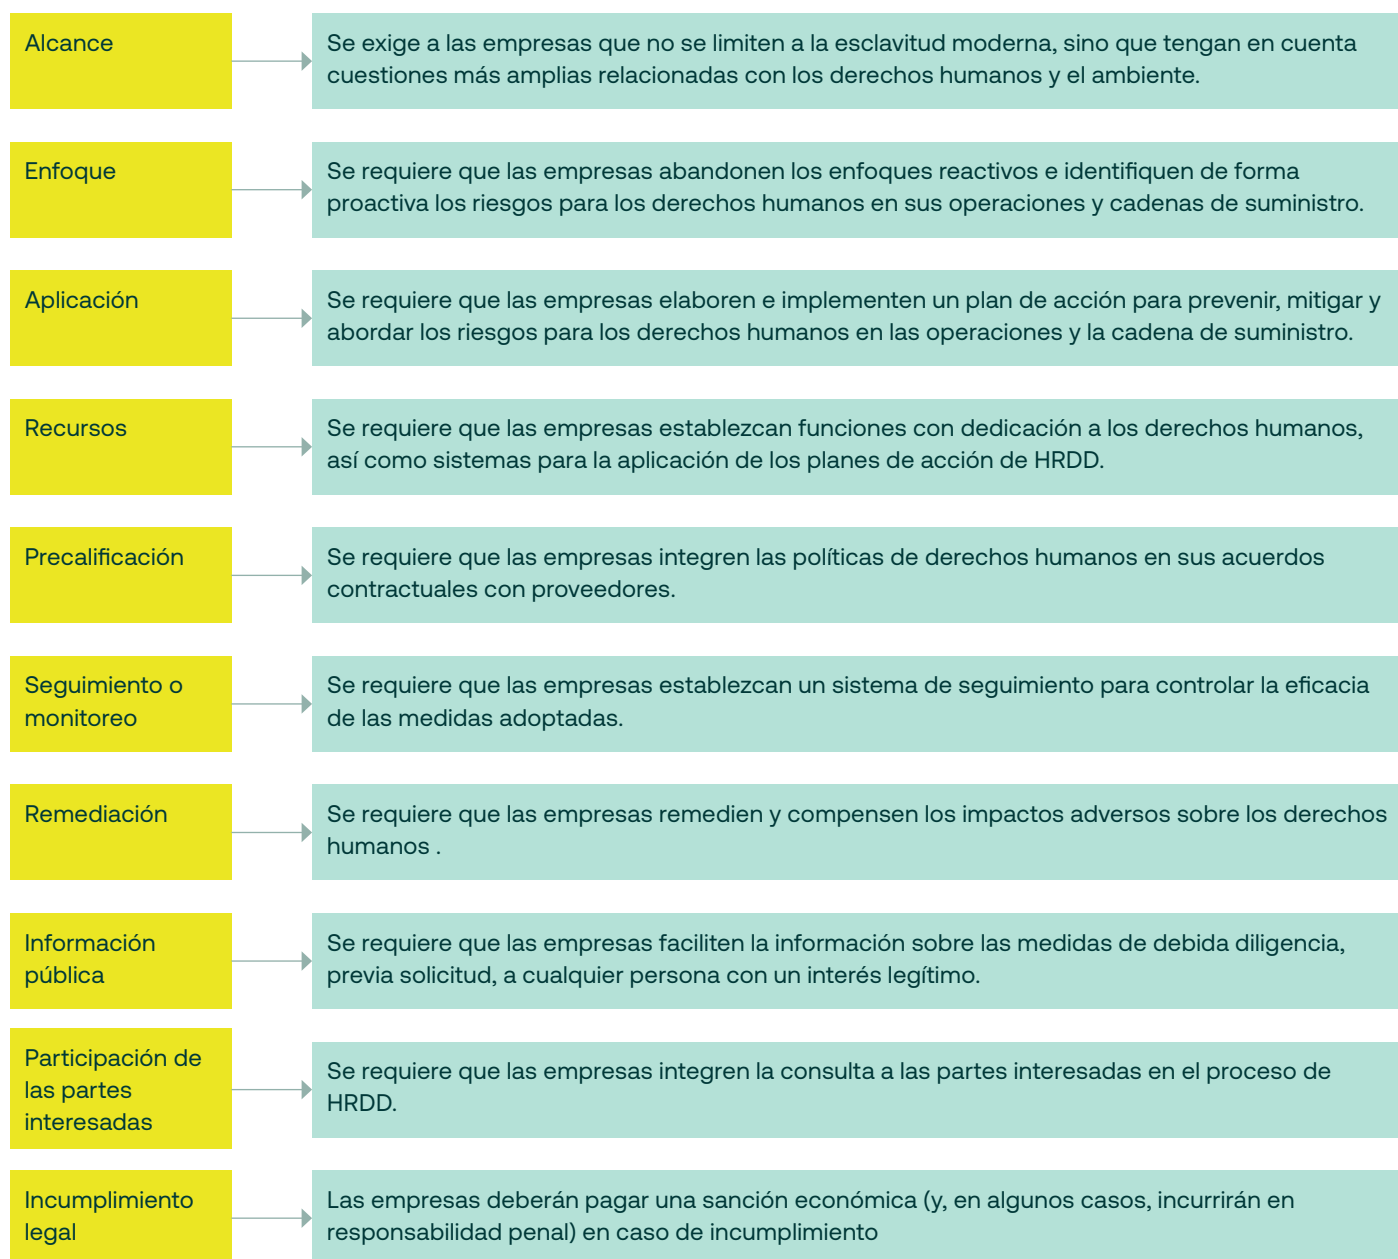 Alcance
Se exige a las empresas que no se limiten a la esclavitud moderna, sino que tengan en cuenta
cuestiones más amplias relacionadas con los derechos humanos y el ambiente.
Enfoque
Se requiere que las empresas abandonen los enfoques reactivos e identifiquen de forma
proactiva los riesgos para los derechos humanos en sus operaciones y cadenas de suministro.
Aplicación
Se requiere que las empresas elaboren e implementen un plan de acción para prevenir, mitigar y
abordar los riesgos para los derechos humanos en las operaciones y la cadena de suministro.
Recursos
Se requiere que las empresas establezcan funciones con dedicación a los derechos humanos,
así como sistemas para la aplicación de los planes de acción de HRDD.
Precalificación
Se requiere que las empresas integren las políticas de derechos humanos en sus acuerdos
contractuales con proveedores.
Seguimiento o
monitoreo
Se requiere que las empresas establezcan un sistema de seguimiento para controlar la eficacia
de las medidas adoptadas.
Remediación
Se requiere que las empresas remedien y compensen los impactos adversos sobre los derechos
humanos .
Información
pública
Se requiere que las empresas faciliten la información sobre las medidas de debida diligencia,
previa solicitud, a cualquier persona con un interés legítimo.
Participación de
las partes
interesadas
Se requiere que las empresas integren la consulta a las partes interesadas en el proceso de
HRDD.
Incumplimiento
legal
Las empresas deberán pagar una sanción económica (y, en algunos casos, incurrirán en
responsabilidad penal) en caso de incumplimiento